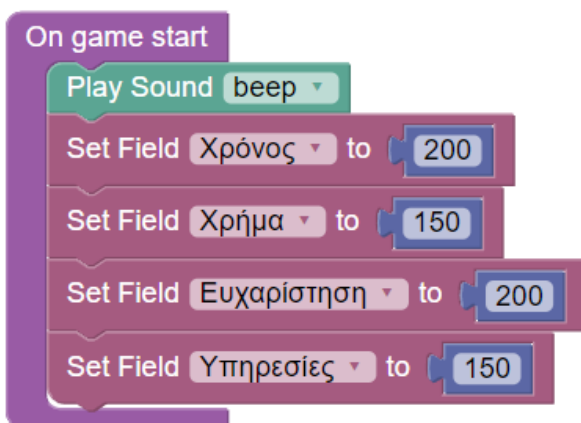 On game start
Play Sound beep
Set Field Χρόνος to 200
Set Field Χρήμα to 150
Set Field Ευχαρίστηση to 200
Set Field Υπηρεσίες to 150